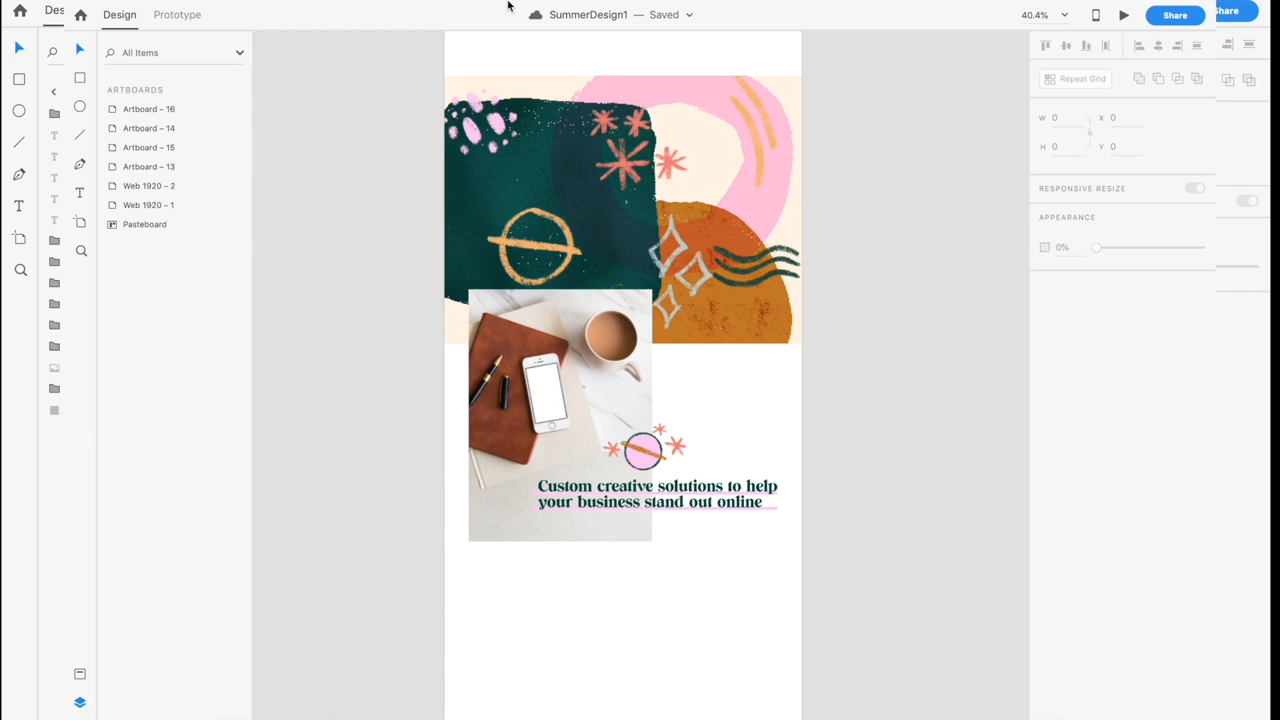 Des
Design Prototype
SummerDesign1 — Saved
40.4%
Share
Share
All Items
ARTBOARDS
Artboard – 16
Artboard – 14
Artboard – 15
Artboard – 13
Web 1920 – 2
Web 1920 – 1
Pasteboard
T
T
T
T
T
T
T
Custom creative solutions to help
your business stand out online
Repeat Grid
W 0 X 0
H 0 Y 0
RESPONSIVE RESIZE
APPEARANCE
0%